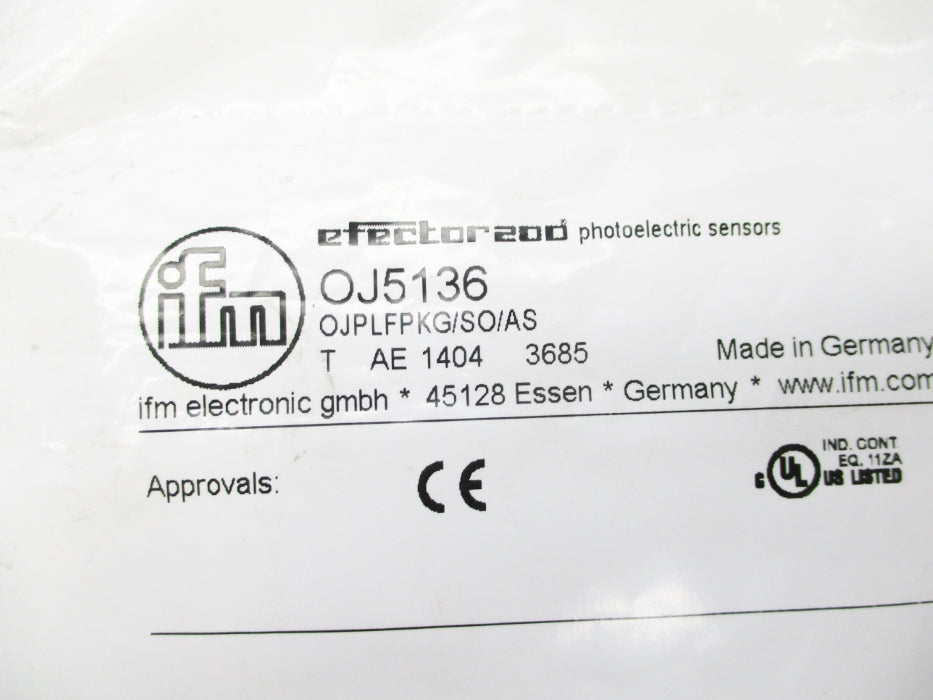 efector200 photoelectric sensors
ifm
OJ5136
OJPLFPKG/SO/AS
T AE 1404 3685 Made in Germany
ifm electronic gmbh * 45128 Essen * Germany * www.ifm.com
Approvals: CE c UL US LISTED
IND. CONT.
EQ. 11ZA